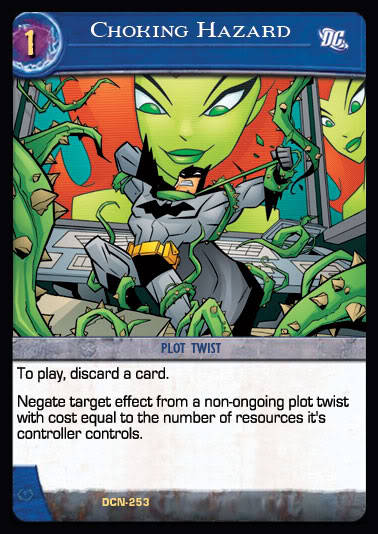 CHOKING HAZARD
1
DC
PLOT TWIST
To play, discard a card.
Negate target effect from a non-ongoing plot twist
with cost equal to the number of resources it's
controller controls.
DCN-253